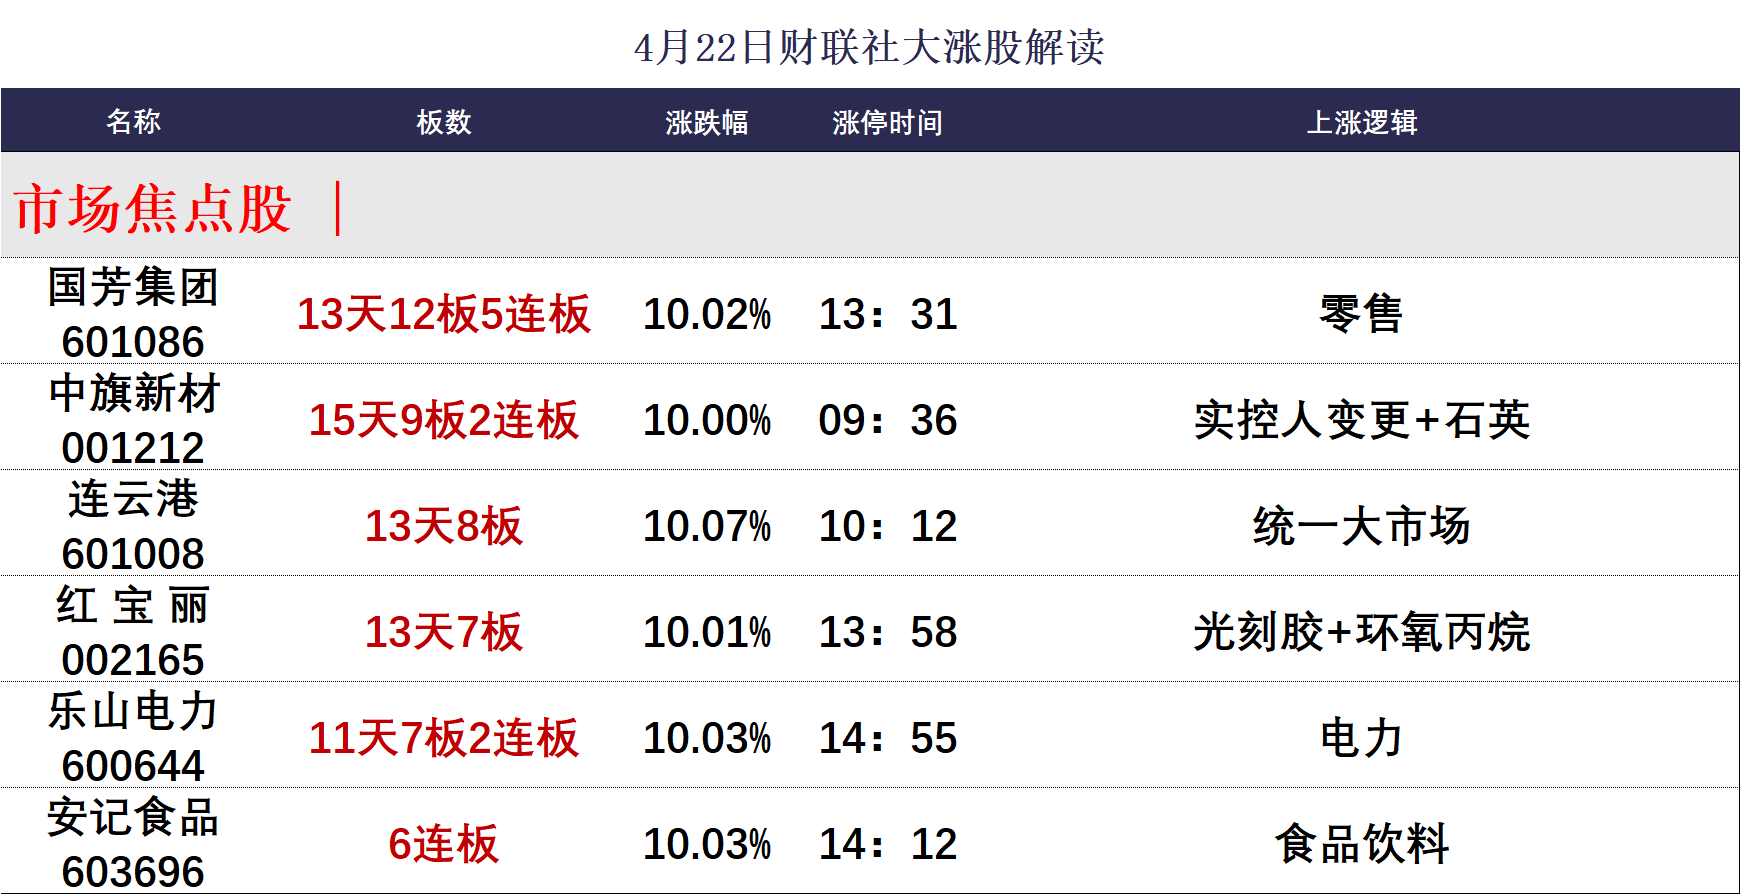 4月22日财联社大涨股解读
名称 板数 涨跌幅 涨停时间 上涨逻辑
市场焦点股 |
国芳集团
601086 13天12板5连板 10.02% 13：31 零售
中旗新材
001212 15天9板2连板 10.00% 09：36 实控人变更+石英
连云港
601008 13天8板 10.07% 10：12 统一大市场
红 宝 丽
002165 13天7板 10.01% 13：58 光刻胶+环氧丙烷
乐山电力
600644 11天7板2连板 10.03% 14：55 电力
安记食品
603696 6连板 10.03% 14：12 食品饮料